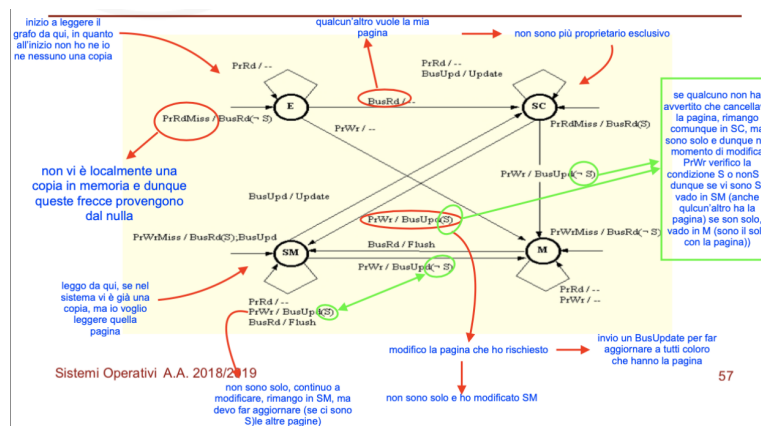 inizio a leggere il
grafo da qui, in quanto
all'inizio non ho ne io
ne nessuno una copia
qualcun'altro vuole la mia
pagina
non sono più proprietario esclusivo
PrRd / --
PrRd / --
BusUpd / Update
E
BusRd / --
SC
PrRdMiss / BusRd(¬ S)
PrRdMiss / BusRd(S)
PrWr / --
se qualcuno non ha
avvertito che cancellav
la pagina, rimango
comunque in SC, ma
sono solo e dunque n
momento di modifica
PrWr verifico la
condizione S o nonS
dunque se vi sono S
vado in SM (anche
qulcun'altro ha la
pagina) se son solo,
vado in M (sono il sol
con la pagina))
non vi è localmente una
copia in memoria e dunque
queste frecce provengono
dal nulla
PrWr / BusUpd(¬ S)
BusUpd / Update
PrWr / BusUpd(S)
PrWrMiss / BusRd(S);BusUpd
BusRd / Flush
PrWrMiss / BusRd(¬ S)
SM
M
PrWr / BusUpd(¬ S)
leggo da qui, se nel
sistema vi è già una
copia, ma io voglio
leggere quella
pagina
PrRd / --
PrWr / BusUpd(S)
BusRd / Flush
PrRd / --
PrWr / --
modifico la pagina che ho rischiesto
invio un BusUpdate per far
aggiornare a tutti coloro
che hanno la pagina
Sistemi Operativi A.A. 2018/2019
57
non sono solo, continuo a
modificare, rimango in SM, ma
devo far aggiornare (se ci sono
S)le altre pagine)
non sono solo e ho modificato SM